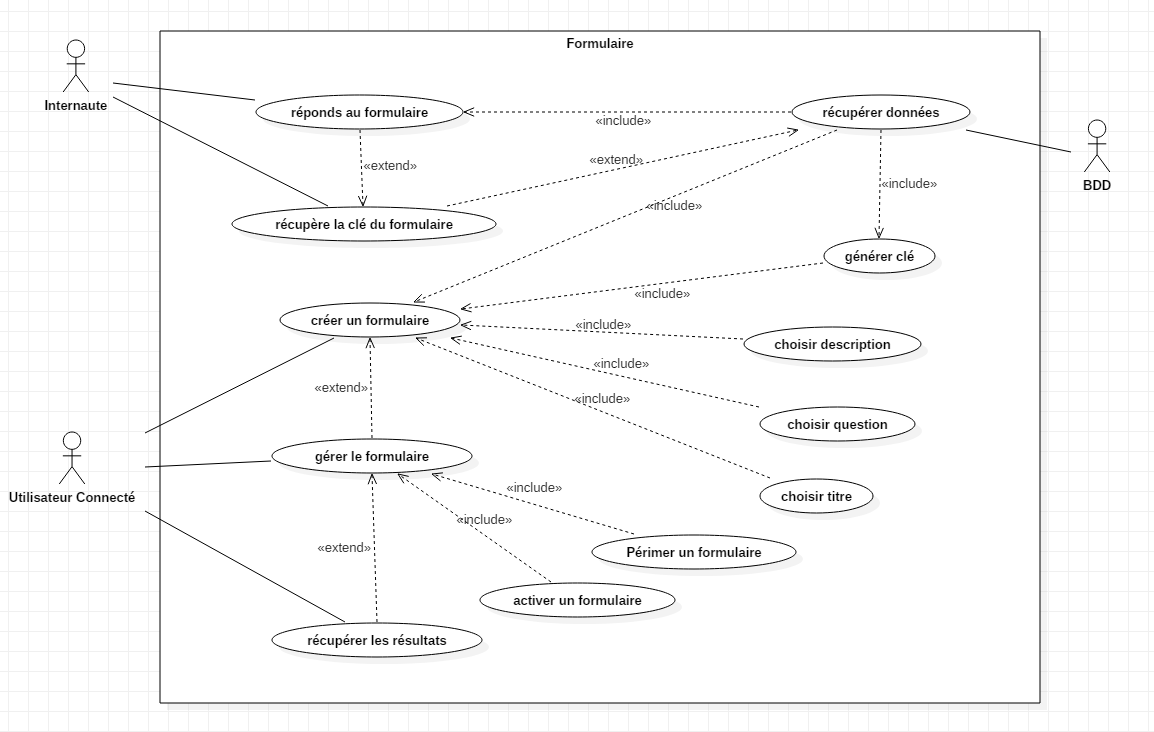 Formulaire
Internaute
réponds au formulaire
«include»
récupérer données
«extend»
«extend»
«include»
BDD
«include»
récupère la clé du formulaire
générer clé
«include»
créer un formulaire
«include»
choisir description
«include»
«extend»
«include»
choisir question
gérer le formulaire
Utilisateur Connecté
«include»
choisir titre
«include»
«extend»
Périmer un formulaire
activer un formulaire
récupérer les résultats